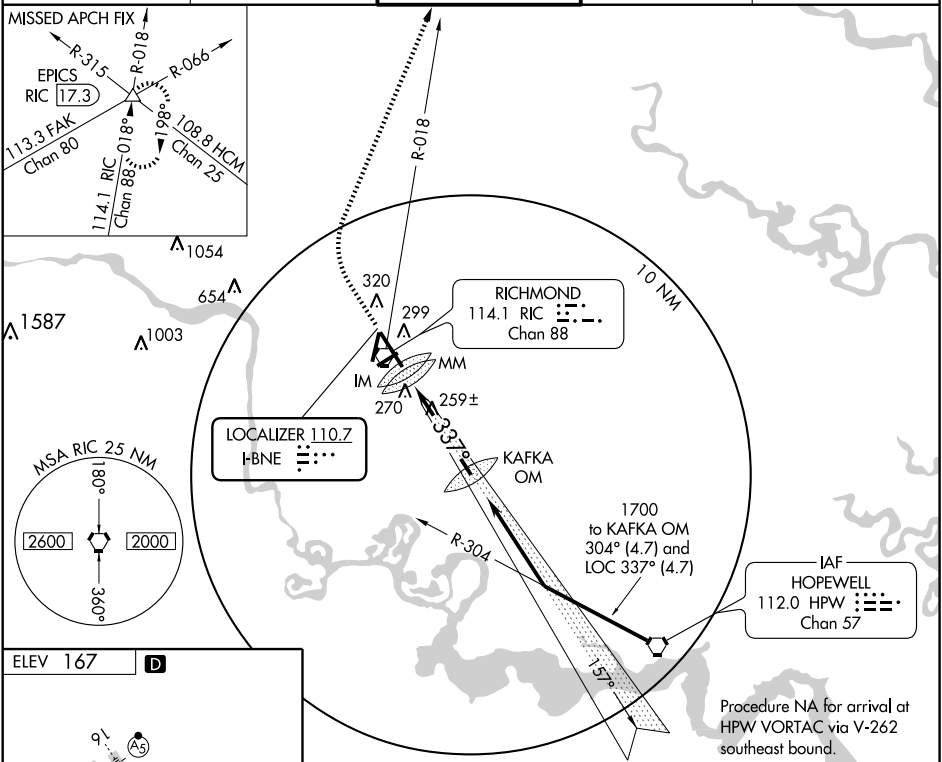 MISSED APCH FIX
R-315
R-018
R-066
EPICS
RIC 17.3
113.3 FAK
Chan 80
018°
198°
108.8 HCM
Chan 25
114.1 RIC
Chan 88
R-018
10 NM
1054
654
1587
1003
320
299
RICHMOND
114.1 RIC
Chan 88
MM
IM
270
259±
LOCALIZER 110.7
I-BNE
337°
KAFKA
OM
MSA RIC 25 NM
180°
2600
2000
360°
1700
to KAFKA OM
304° (4.7) and
LOC 337° (4.7)
R-304
IAF
HOPEWELL
112.0 HPW
Chan 57
157°
ELEV 167 D
16
A5
Procedure NA for arrival at
HPW VORTAC via V-262
southeast bound.